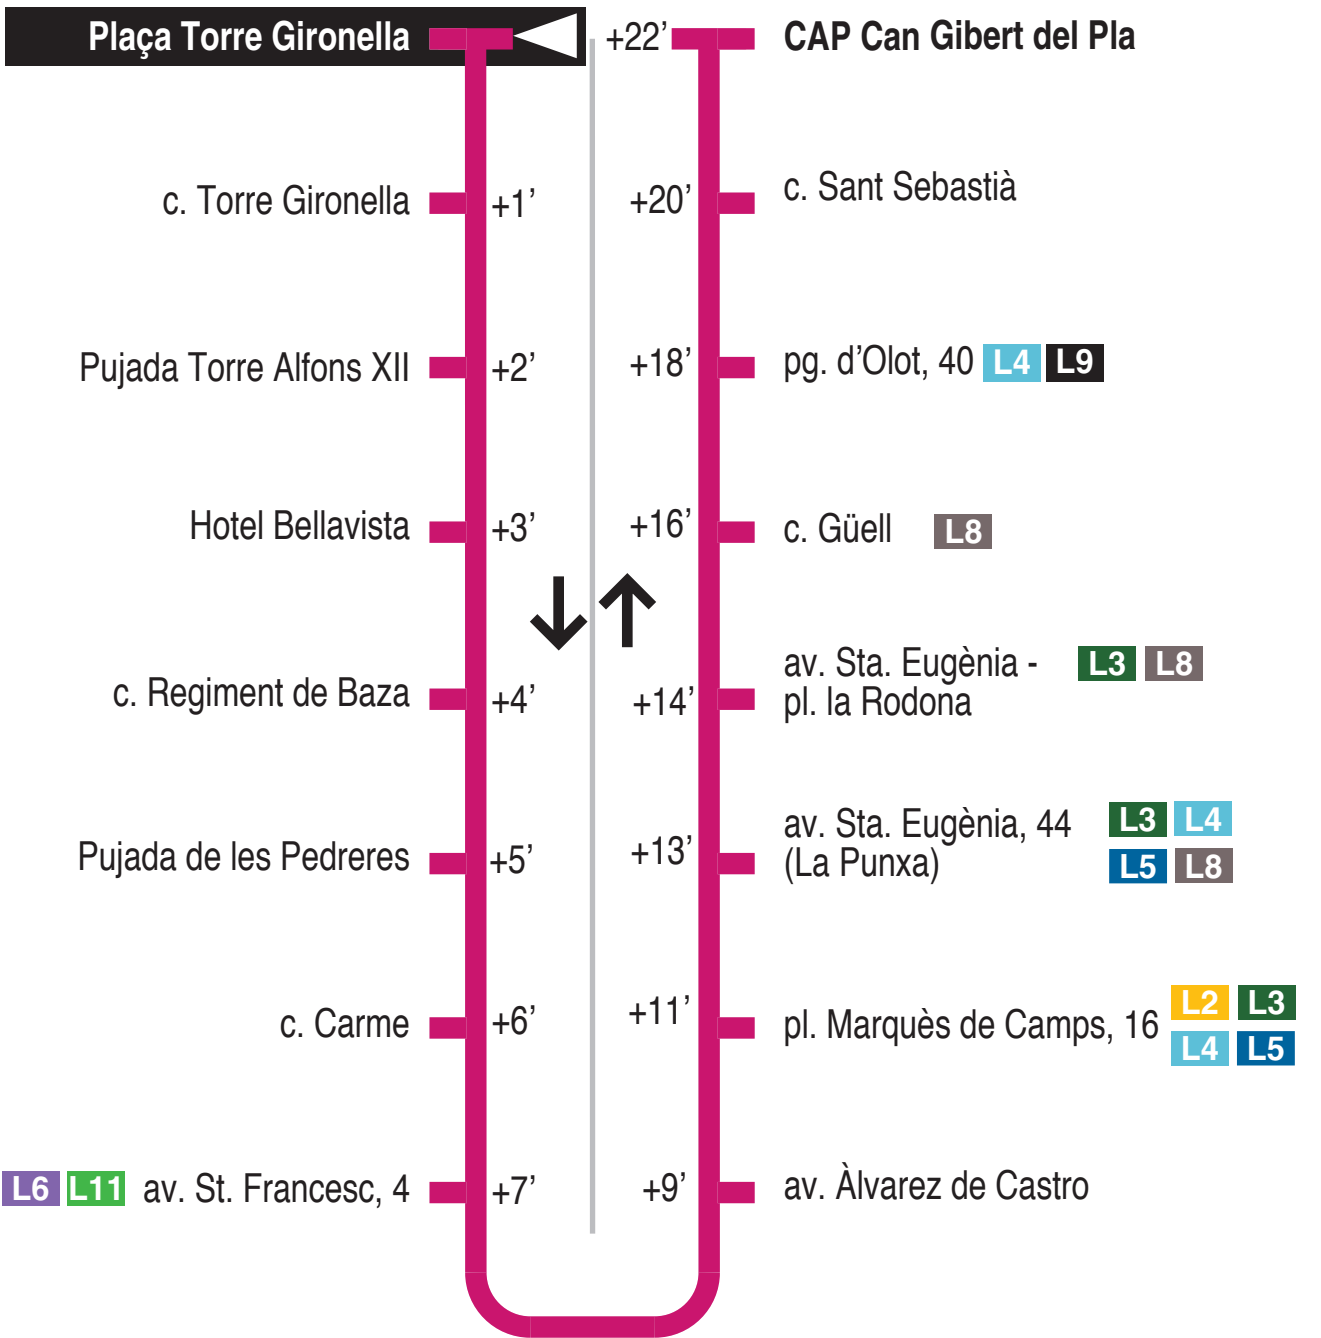 Plaça Torre Gironella
c. Torre Gironella +1’
Pujada Torre Alfons XII +2’
Hotel Bellavista +3’
c. Regiment de Baza +4’
Pujada de les Pedreres +5’
c. Carme +6’
L6 L11 av. St. Francesc, 4 +7’
+22’ CAP Can Gibert del Pla
+20’ c. Sant Sebastià
+18’ pg. d’Olot, 40 L4 L9
+16’ c. Güell L8
+14’ av. Sta. Eugènia - L3 L8
pl. la Rodona
+13’ av. Sta. Eugènia, 44 L3 L4
(La Punxa) L5 L8
+11’ pl. Marquès de Camps, 16 L2 L3
L4 L5
+9’ av. Àlvarez de Castro